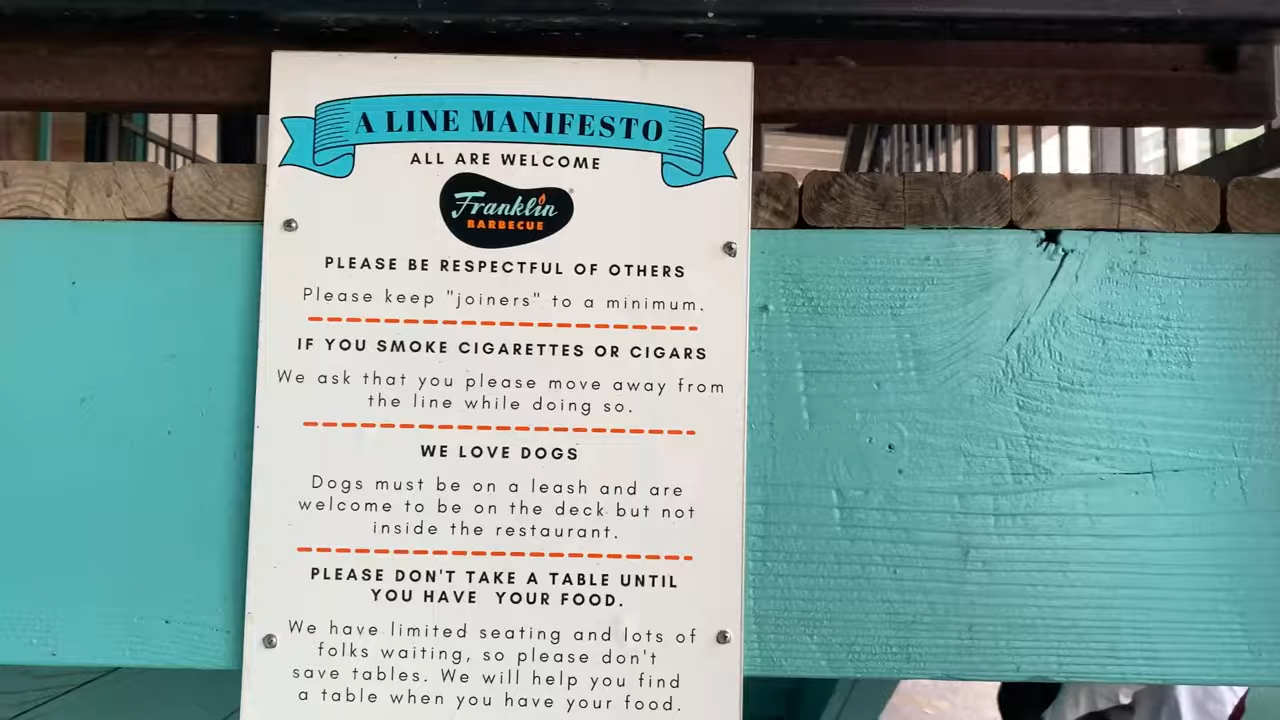 A LINE MANIFESTO
ALL ARE WELCOME
Franklin
BARBECUE
PLEASE BE RESPECTFUL OF OTHERS
Please keep "joiners" to a minimum.
IF YOU SMOKE CIGARETTES OR CIGARS
We ask that you please move away from
the line while doing so.
WE LOVE DOGS
Dogs must be on a leash and are
welcome to be on the deck but not
inside the restaurant.
PLEASE DON'T TAKE A TABLE UNTIL
YOU HAVE YOUR FOOD.
We have limited seating and lots of
folks waiting, so please don't
save tables. We will help you find
a table when you have your food.